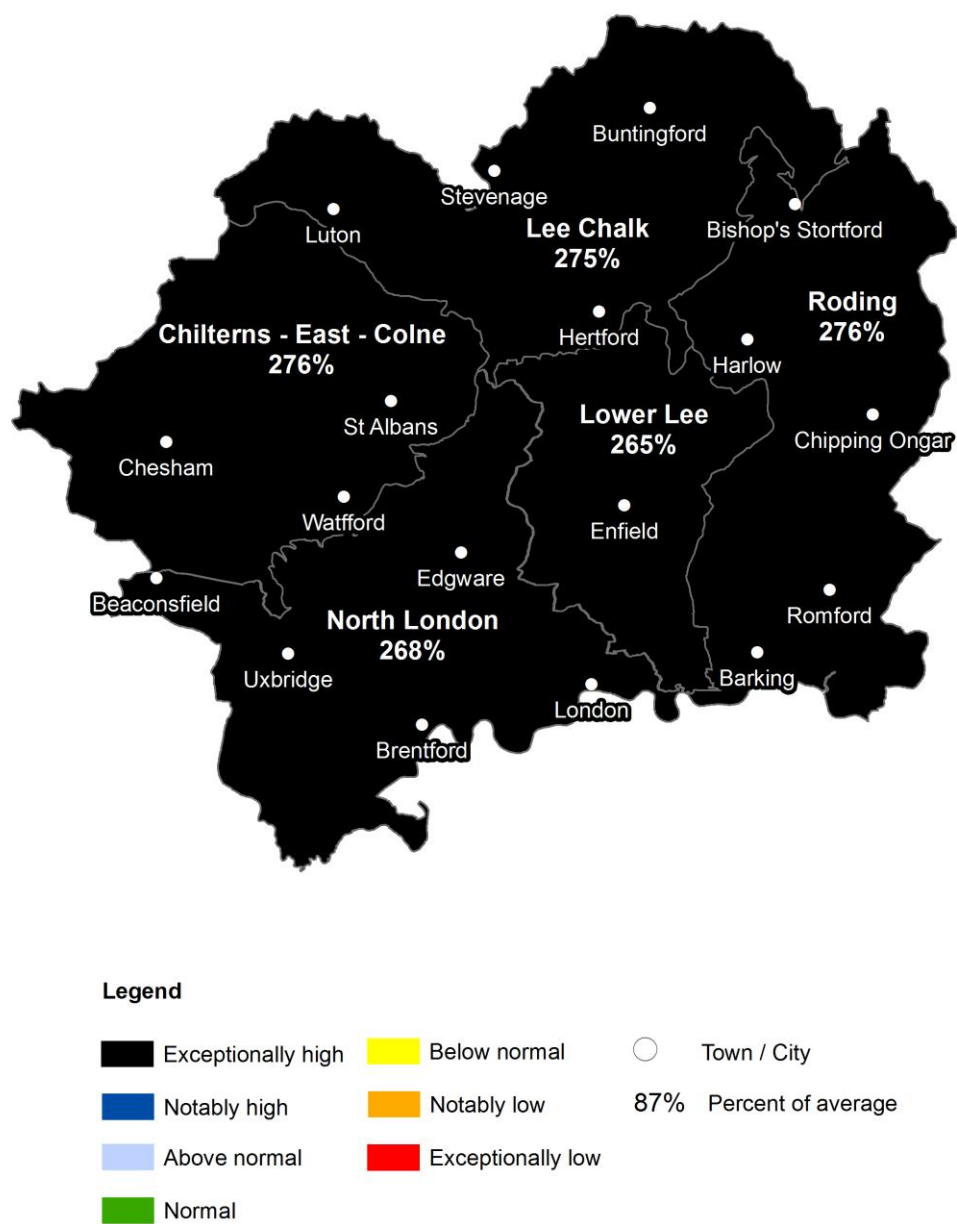 Buntingford
Stevenage
Lee Chalk
275%
Bishop's Stortford
Luton
Roding
276%
Chilterns - East - Colne
276%
Hertford
Harlow
Lower Lee
265%
St Albans
Chipping Ongar
Chesham
Watfford
Enfield
Edgware
Beaconsfield
North London
268%
Romford
Uxbridge
Barking
London
Brentford
Legend
Exceptionally high
Below normal
Town / City
Notably high
Notably low
87% Percent of average
Above normal
Exceptionally low
Normal